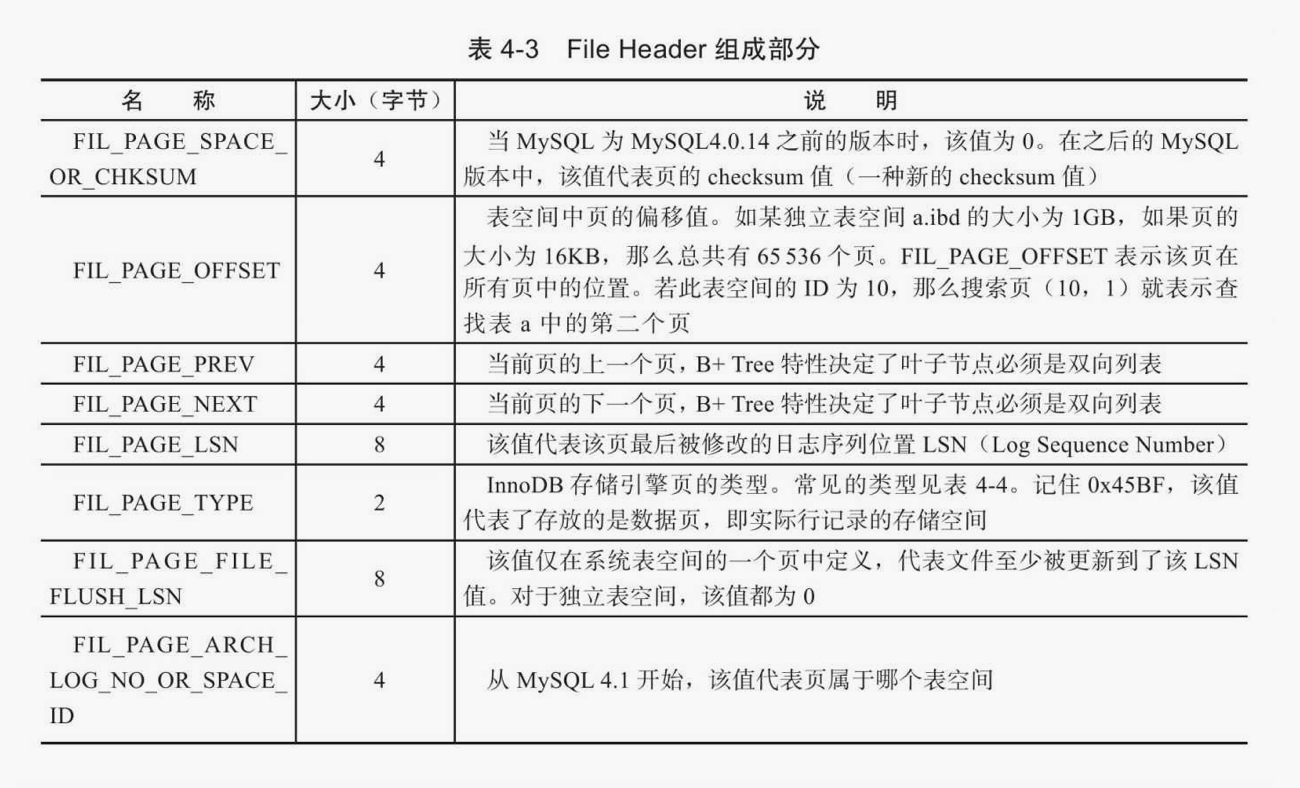 表 4-3 File Header 组成部分
名 称 大小（字节） 说 明
FIL_PAGE_SPACE_
OR_CHKSUM
4
当 MySQL 为 MySQL4.0.14 之前的版本时，该值为 0。在之后的 MySQL
版本中，该值代表页的 checksum 值（一种新的 checksum 值）
FIL_PAGE_OFFSET
4
表空间中页的偏移值。如某独立表空间 a.ibd 的大小为 1GB，如果页的
大小为 16KB，那么总共有 65 536 个页。FIL_PAGE_OFFSET 表示该页在
所有页中的位置。若此表空间的 ID 为 10，那么搜索页（10，1）就表示查
找表 a 中的第二个页
FIL_PAGE_PREV
4
当前页的上一个页，B+ Tree 特性决定了叶子节点必须是双向列表
FIL_PAGE_NEXT
4
当前页的下一个页，B+ Tree 特性决定了叶子节点必须是双向列表
FIL_PAGE_LSN
8
该值代表该页最后被修改的日志序列位置 LSN（Log Sequence Number）
FIL_PAGE_TYPE
2
InnoDB 存储引擎页的类型。常见的类型见表 4-4。记住 0x45BF，该值
代表了存放的是数据页，即实际行记录的存储空间
FIL_PAGE_FILE_
FLUSH_LSN
8
该值仅在系统表空间的一个页中定义，代表文件至少被更新到了该 LSN
值。对于独立表空间，该值都为 0
FIL_PAGE_ARCH_
LOG_NO_OR_SPACE_
ID
4
从 MySQL 4.1 开始，该值代表页属于哪个表空间